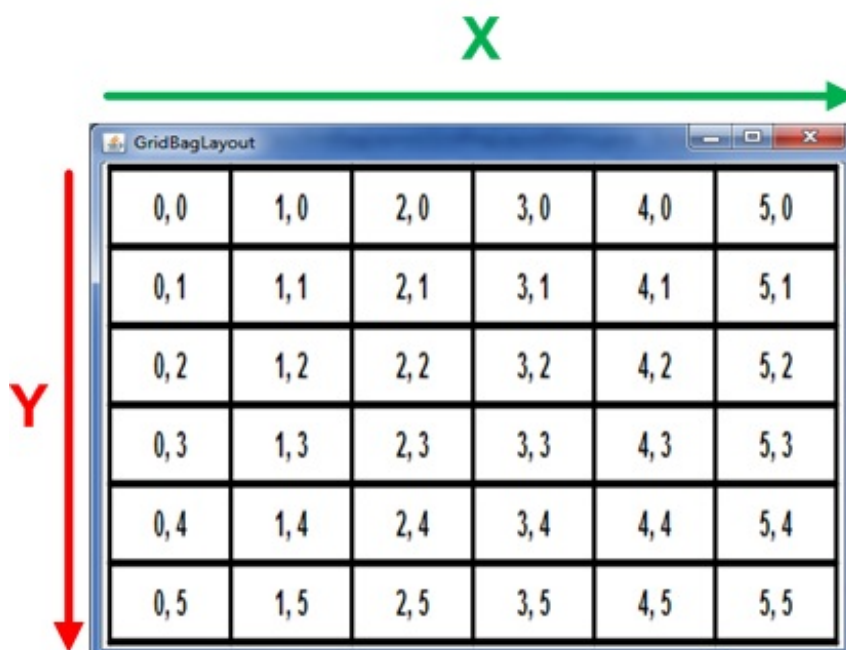 X
GridBagLayout
0, 0 1, 0 2, 0 3, 0 4, 0 5, 0
0, 1 1, 1 2, 1 3, 1 4, 1 5, 1
0, 2 1, 2 2, 2 3, 2 4, 2 5, 2
Y
0, 3 1, 3 2, 3 3, 3 4, 3 5, 3
0, 4 1, 4 2, 4 3, 4 4, 4 5, 4
0, 5 1, 5 2, 5 3, 5 4, 5 5, 5